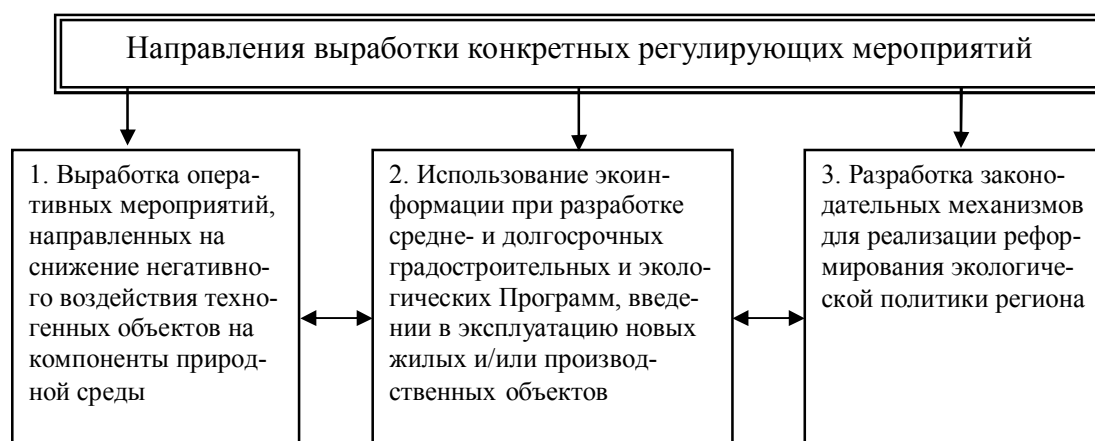 Направления выработки конкретных регулирующих мероприятий
1. Выработка опера-
тивных мероприятий,
направленных на
снижение негативно-
го воздействия техно-
генных объектов на
компоненты природ-
ной среды
2. Использование экоин-
формации при разработке
средне- и долгосрочных
градостроительных и эколо-
гических Программ, введе-
нии в эксплуатацию новых
жилых и/или производ-
ственных объектов
3. Разработка законо-
дательных механизмов
для реализации рефор-
мирования экологиче-
ской политики региона